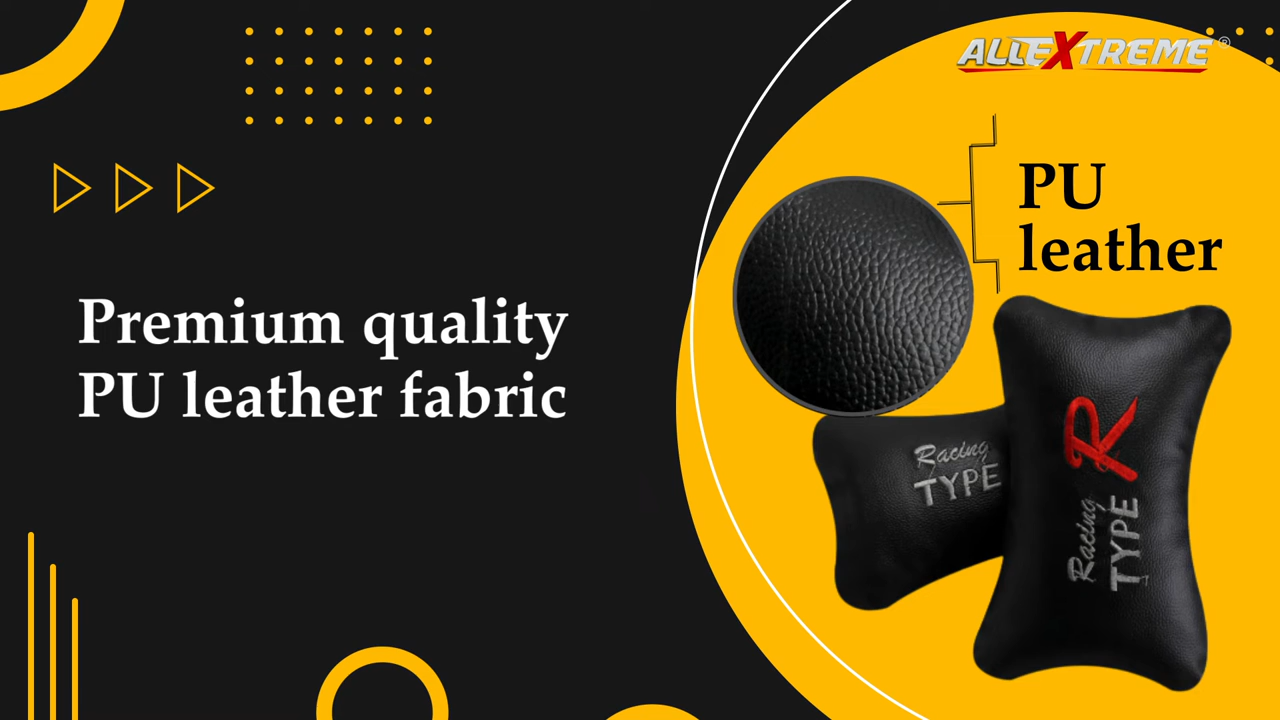 ALLEXTREME®
PU
leather
Premium quality
PU leather fabric
Racing
TYPE
Racing
TYPE R